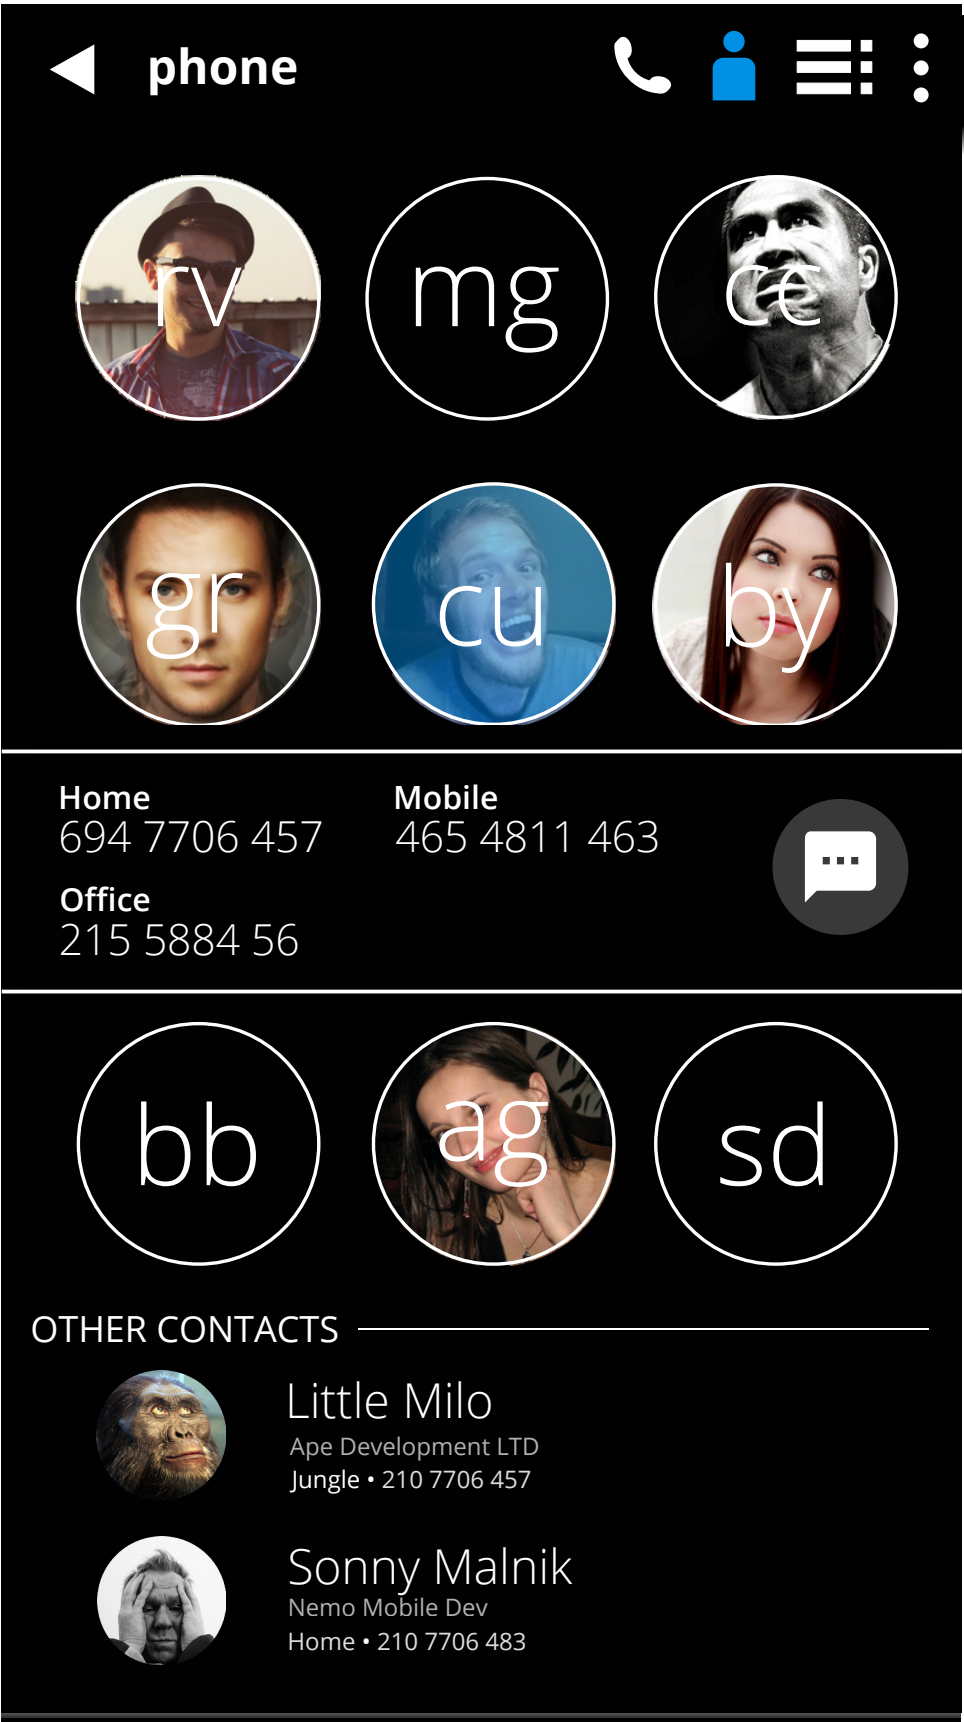 phone
rv
mg
cc
gr
cu
by
Home
694 7706 457
Mobile
465 4811 463
Office
215 5884 56
bb
ag
sd
OTHER CONTACTS
Little Milo
Ape Development LTD
Jungle • 210 7706 457
Sonny Malnik
Nemo Mobile Dev
Home • 210 7706 483